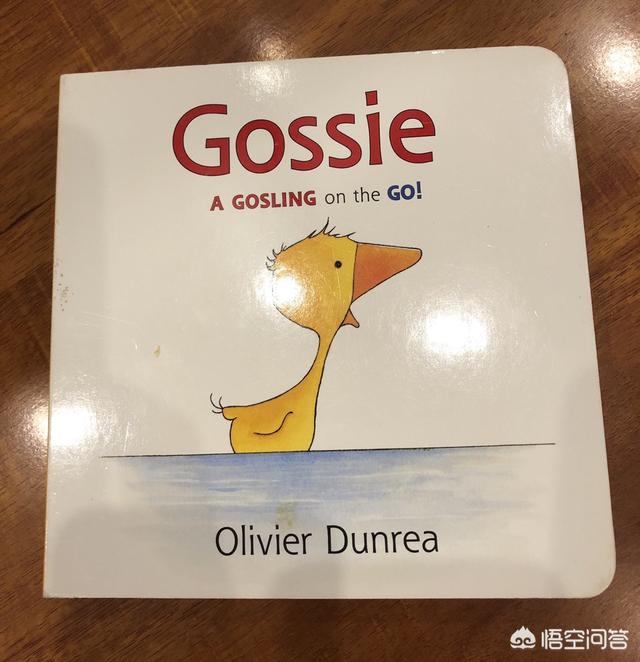 Gossie
A GOSLING on the GO!
Olivier Dunrea
悟空问答